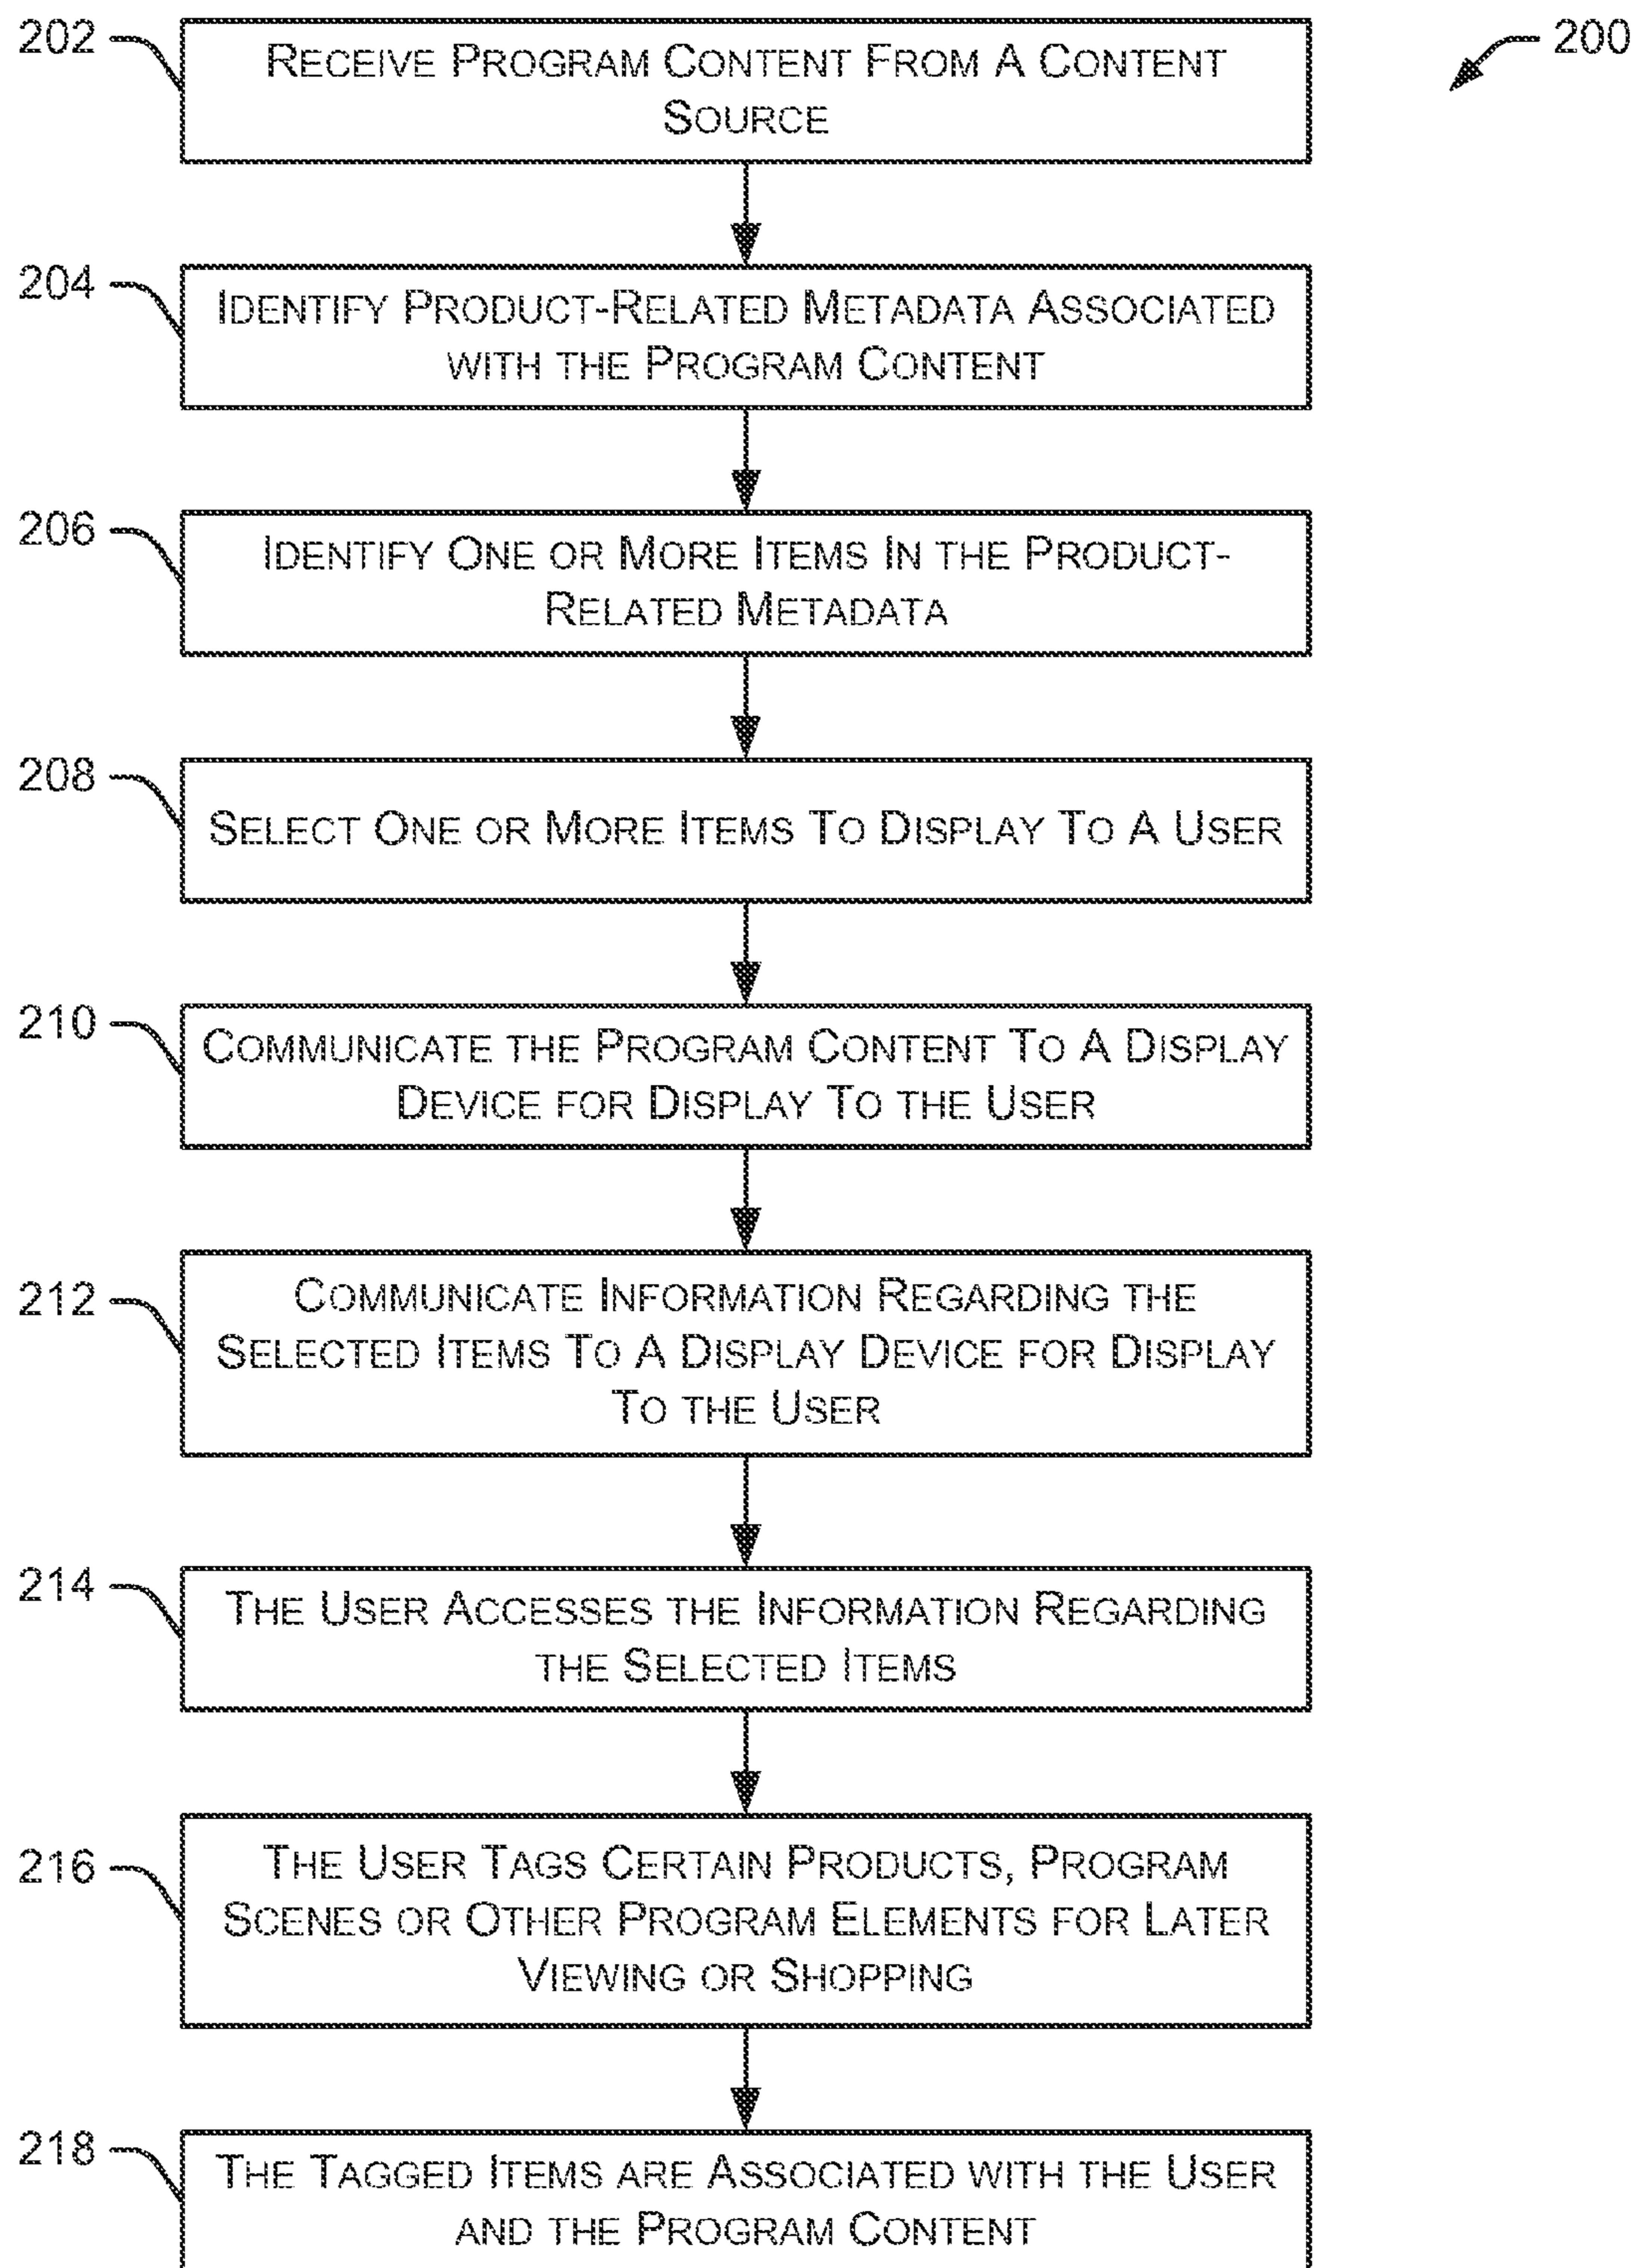 202
RECEIVE PROGRAM CONTENT FROM A CONTENT
SOURCE
200
204
IDENTIFY PRODUCT-RELATED METADATA ASSOCIATED
WITH THE PROGRAM CONTENT
206
IDENTIFY ONE OR MORE ITEMS IN THE PRODUCT-
RELATED METADATA
208
SELECT ONE OR MORE ITEMS TO DISPLAY TO A USER
210
COMMUNICATE THE PROGRAM CONTENT TO A DISPLAY
DEVICE FOR DISPLAY TO THE USER
212
COMMUNICATE INFORMATION REGARDING THE
SELECTED ITEMS TO A DISPLAY DEVICE FOR DISPLAY
TO THE USER
214
THE USER ACCESSES THE INFORMATION REGARDING
THE SELECTED ITEMS
216
THE USER TAGS CERTAIN PRODUCTS, PROGRAM
SCENES OR OTHER PROGRAM ELEMENTS FOR LATER
VIEWING OR SHOPPING
218
THE TAGGED ITEMS ARE ASSOCIATED WITH THE USER
AND THE PROGRAM CONTENT